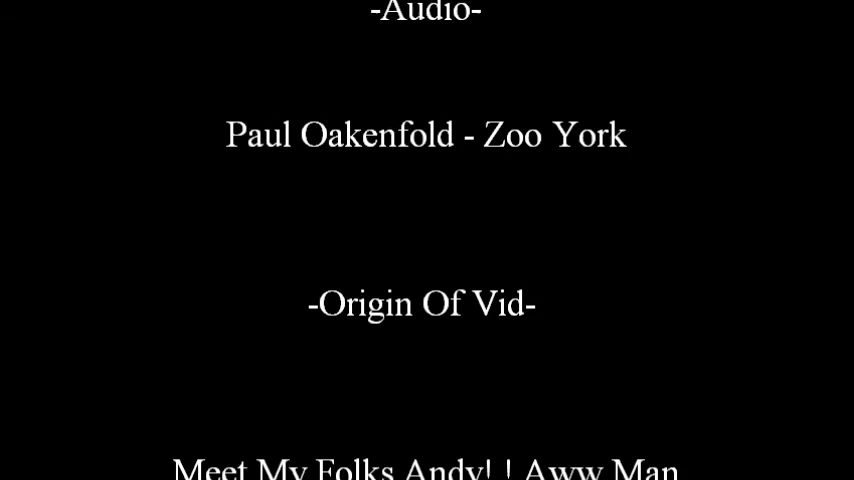 -Audio-
Paul Oakenfold - Zoo York
-Origin Of Vid-
Meet My Folks Andy! ! Aww Man